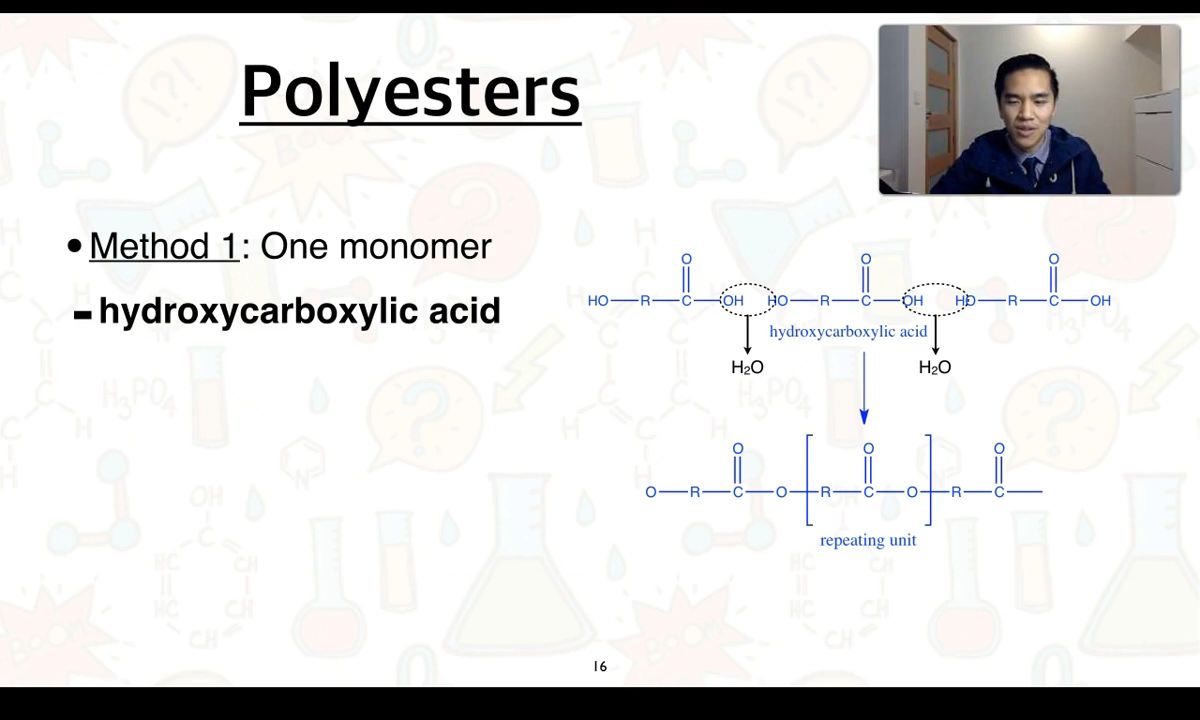 Polyesters
• Method 1: One monomer
- hydroxycarboxylic acid
O O O
HO R C OH HO R C OH HO R C OH
hydroxycarboxylic acid
H₂O H₂O
O O O
O R C O R C O R C
repeating unit
16